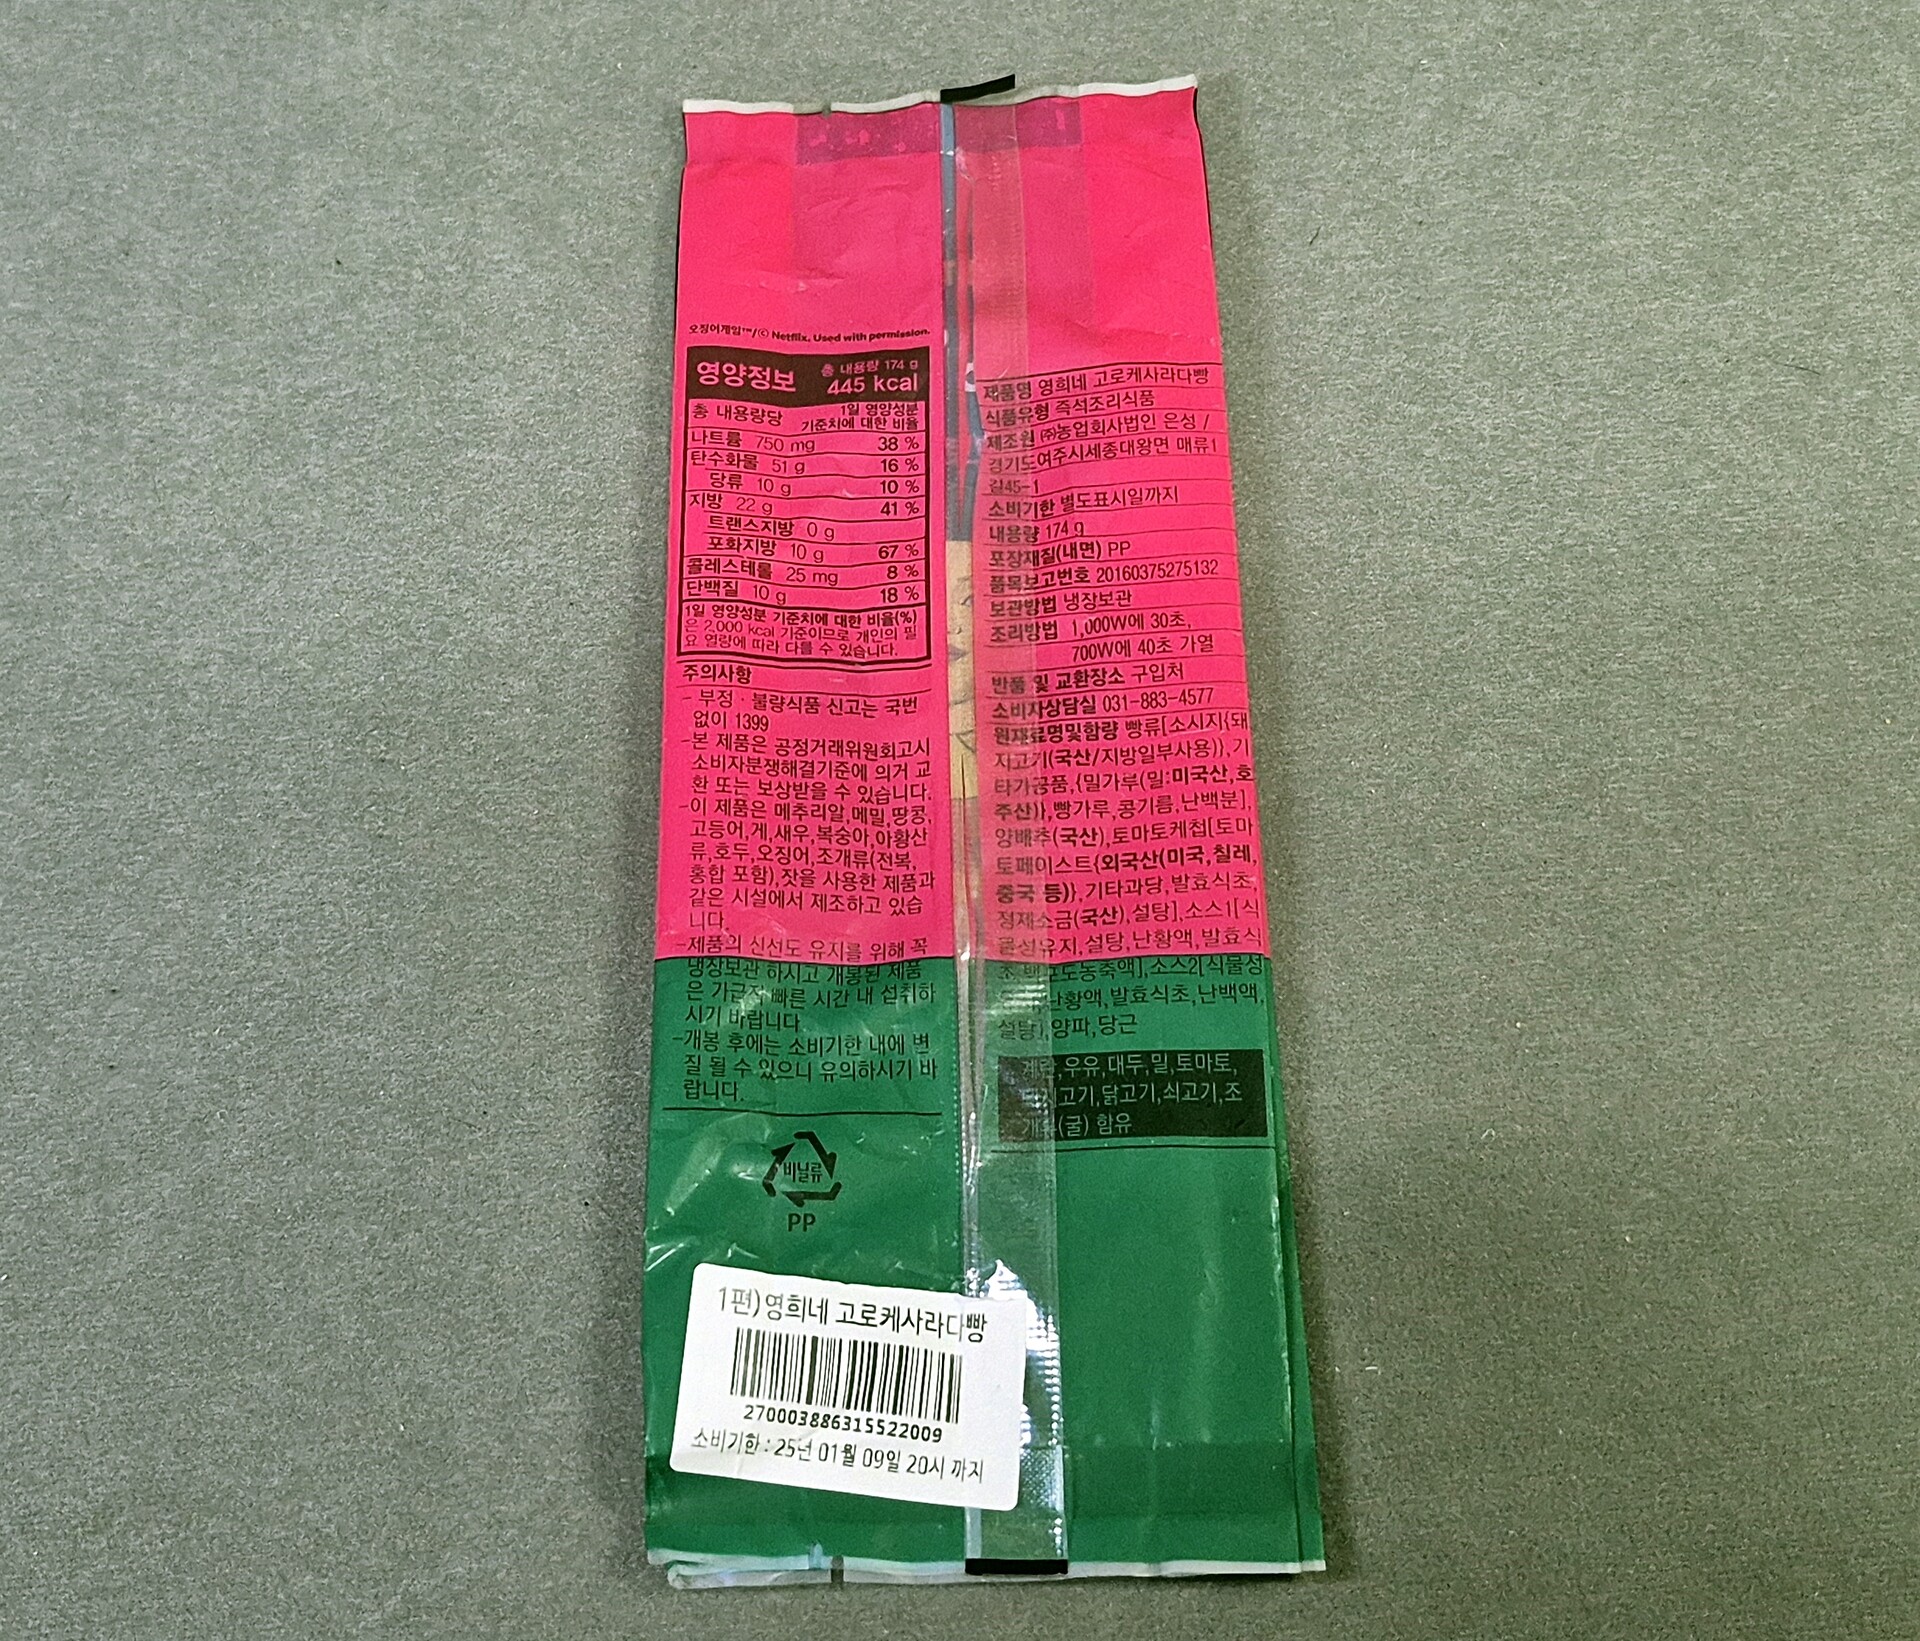 오징어게임™/ⓒ Netflix. Used with permission.
영양정보
총 내용량 174 g
445 kcal
총 내용량당
1일 영양성분
기준치에 대한 비율
나트륨 750 mg 38 %
탄수화물 51 g 16 %
당류 10 g 10 %
지방 22 g 41 %
트랜스지방 0 g
포화지방 10 g 67 %
콜레스테롤 25 mg 8 %
단백질 10 g 18 %
1일 영양성분 기준치에 대한 비율(%)
은 2,000 kcal 기준이므로 개인의 필
요 열량에 따라 다를 수 있습니다.
주의사항
- 부정 · 불량식품 신고는 국번
없이 1399
-본 제품은 공정거래위원회고시
소비자분쟁해결기준에 의거 교
환 또는 보상받을 수 있습니다.
-이 제품은 메추리알,메밀,땅콩,
고등어,게,새우,복숭아,아황산
류,호두,오징어,조개류(전복,
홍합 포함),잣을 사용한 제품과
같은 시설에서 제조하고 있습
니다.
-제품의 신선도 유지를 위해 꼭
냉장보관 하시고 개봉된 제품
은 가급적 빠른 시간 내 섭취하
시기 바랍니다.
-개봉 후에는 소비기한 내에 변
질 될 수 있으니 유의하시기 바
랍니다.
비닐류
PP
제품명 영희네 고로케사라다빵
식품유형 즉석조리식품
제조원 ㈜농업회사법인 은성 /
경기도여주시세종대왕면 매류1
길45-1
소비기한 별도표시일까지
내용량 174 g
포장재질(내면) PP
품목보고번호 20160375275132
보관방법 냉장보관
조리방법 1,000W에 30초,
700W에 40초 가열
반품 및 교환장소 구입처
소비자상담실 031-883-4577
원재료명및함량 빵류[소시지{돼
지고기(국산/지방일부사용)},기
타가공품,{밀가루(밀:미국산,호
주산)},빵가루,콩기름,난백분],
양배추(국산),토마토케첩[토마
토페이스트{외국산(미국,칠레,
중국 등)},기타과당,발효식초,
정제소금(국산),설탕],소스1[식
물성유지,설탕,난황액,발효식
초,백포도농축액],소스2[식물성
난황액,발효식초,난백액,
설탕],양파,당근
계란,우유,대두,밀,토마토,
돼지고기,닭고기,쇠고기,조
개류(굴) 함유
1편)영희네 고로케사라다빵
270003886315522009
소비기한 : 25년 01월 09일 20시 까지